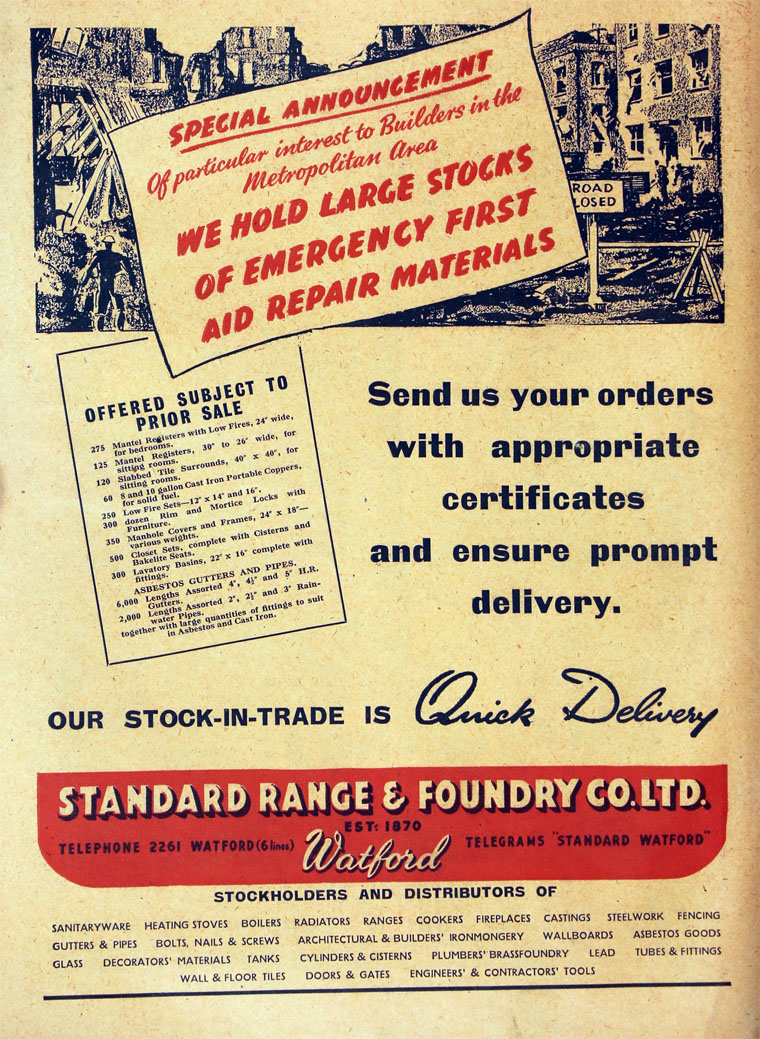 SPECIAL ANNOUNCEMENT
Of particular interest to Builders in the
Metropolitan Area
WE HOLD LARGE STOCKS
OF EMERGENCY FIRST
AID REPAIR MATERIALS
ROAD
CLOSED
OFFERED SUBJECT TO
PRIOR SALE
275 Mantel Registers with Low Fires, 24" wide,
for bedrooms.
125 Mantel Registers, 30" to 26" wide, for
sitting rooms.
120 Slabbed Tile Surrounds, 40" x 40", for
sitting rooms.
60 8 and 10 gallon Cast Iron Portable Coppers,
for solid fuel.
250 Low Fire Sets—12" x 14" and 16".
300 dozen Rim and Mortice Locks with
Furniture.
350 Manhole Covers and Frames, 24" x 18"—
various weights.
500 Closet Sets, complete with Cisterns and
Bakelite Seats.
300 Lavatory Basins, 22" x 16" complete with
fittings.
ASBESTOS GUTTERS AND PIPES.
6,000 Lengths Assorted 4", 4½" and 5" H.R.
Gutters.
2,000 Lengths Assorted 2", 2½" and 3" Rain-
water Pipes.
together with large quantities of fittings to suit
in Asbestos and Cast Iron.
Send us your orders
with appropriate
certificates
and ensure prompt
delivery.
OUR STOCK-IN-TRADE IS Quick Delivery
STANDARD RANGE & FOUNDRY CO. LTD.
EST: 1870
TELEPHONE 2261 WATFORD (6 lines) Watford TELEGRAMS "STANDARD WATFORD"
STOCKHOLDERS AND DISTRIBUTORS OF
SANITARYWARE HEATING STOVES BOILERS RADIATORS RANGES COOKERS FIREPLACES CASTINGS STEELWORK FENCING
GUTTERS & PIPES BOLTS, NAILS & SCREWS ARCHITECTURAL & BUILDERS' IRONMONGERY WALLBOARDS ASBESTOS GOODS
GLASS DECORATORS' MATERIALS TANKS CYLINDERS & CISTERNS PLUMBERS' BRASSFOUNDRY LEAD TUBES & FITTINGS
WALL & FLOOR TILES DOORS & GATES ENGINEERS' & CONTRACTORS' TOOLS